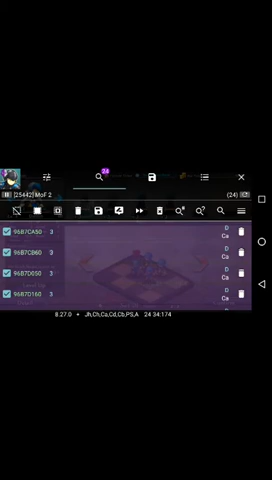 24
[25442] MoF 2 (24)
96B7CA50 3 D
Ca
96B7CB60 3 D
Ca
96B7D050 3 D
Ca
96B7D160 3 D
Ca
8.27.0 + Jh,Ch,Ca,Cd,Cb,PS,A 24 34:174